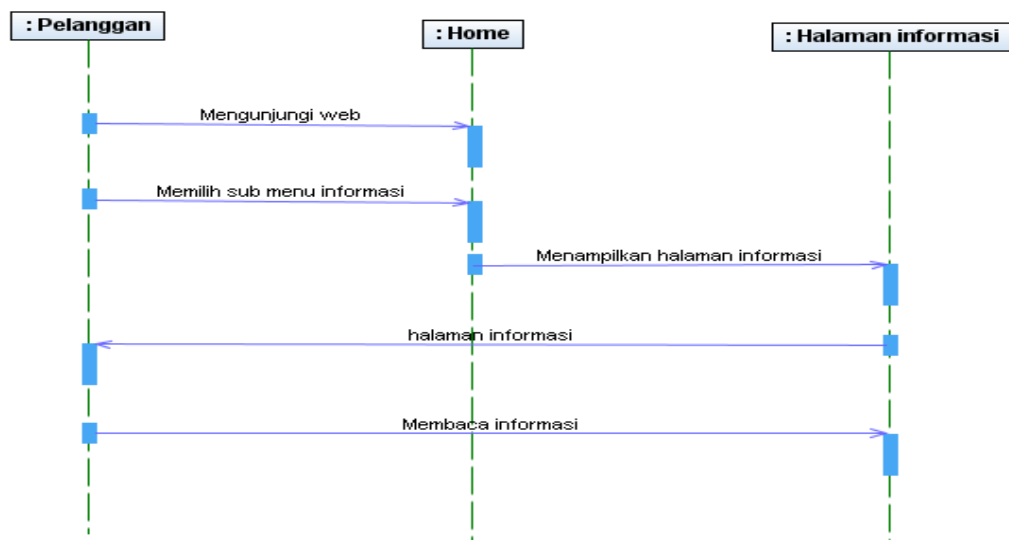 : Pelanggan
: Home
: Halaman informasi
Mengunjungi web
Memilih sub menu informasi
Menampilkan halaman informasi
halaman informasi
Membaca informasi